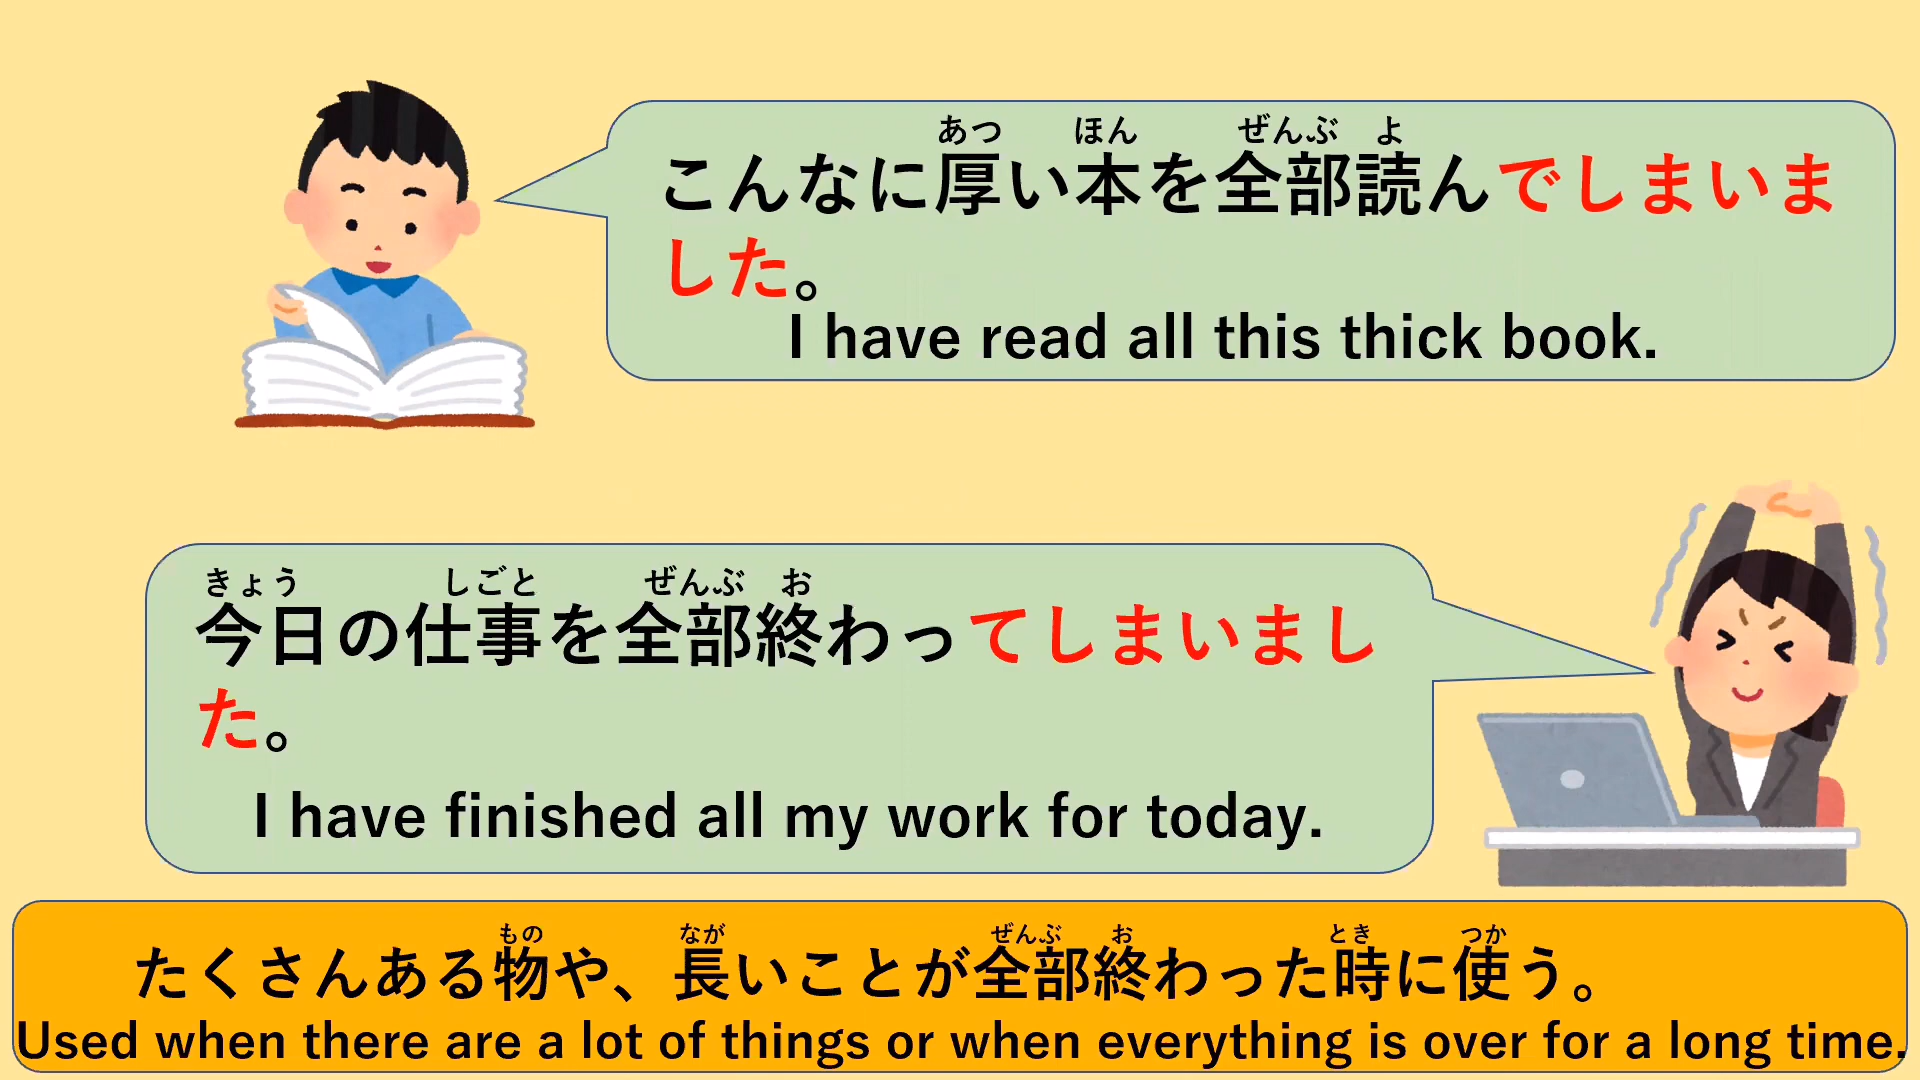 あつ ほん ぜんぶ よ
こんなに厚い本を全部読んでしまいま
した。
I have read all this thick book.
きょう しごと ぜんぶ お
今日の仕事を全部終わってしまいまし
た。
I have finished all my work for today.
もの なが ぜんぶ お とき つか
たくさんある物や、長いことが全部終わった時に使う。
Used when there are a lot of things or when everything is over for a long time.